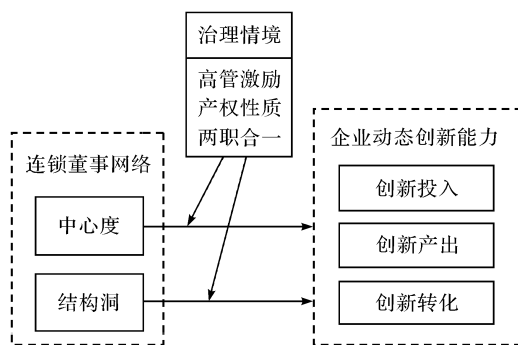 治理情境
高管激励
产权性质
两职合一
连锁董事网络
中心度
结构洞
企业动态创新能力
创新投入
创新产出
创新转化